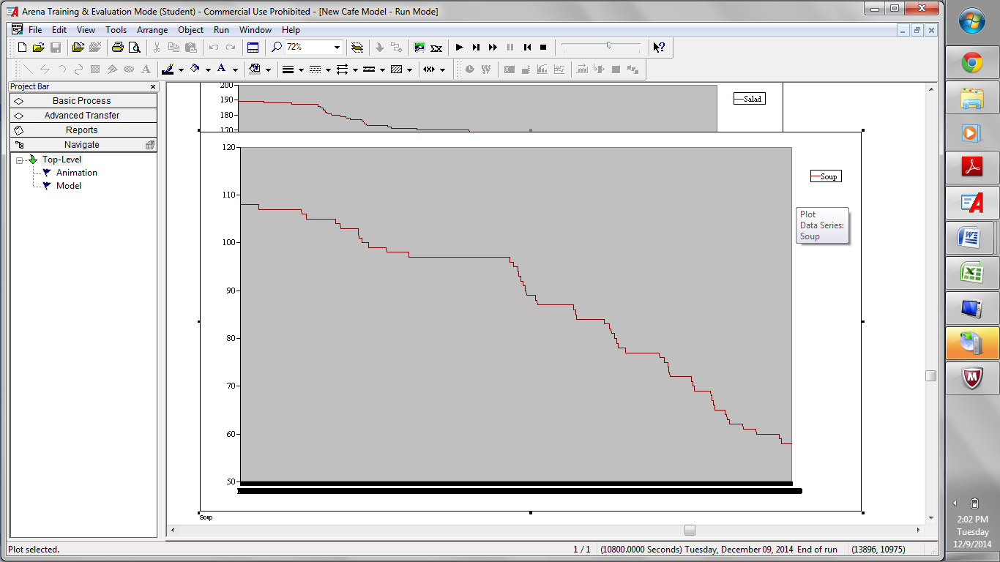 Arena Training & Evaluation Mode (Student) - Commercial Use Prohibited - [New Cafe Model - Run Mode]
File Edit View Tools Arrange Object Run Window Help
72%
Project Bar
Basic Process
Advanced Transfer
Reports
Navigate
Top-Level
Animation
Model
200
190
180
170
Salad
120
110
100
90
80
70
60
50
Soup
Plot
Data Series:
Soup
Soup
Plot selected.
1 / 1 (10800.0000 Seconds) Tuesday, December 09, 2014 End of run (13896, 10975)
2:02 PM
Tuesday
12/9/2014